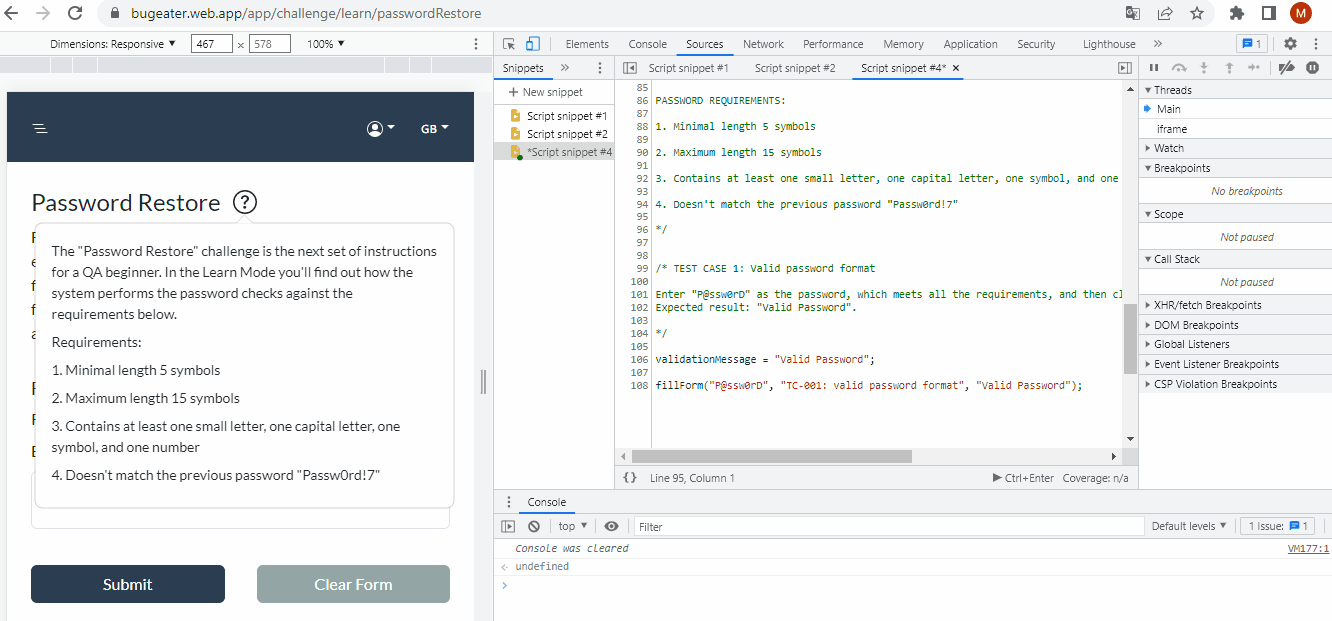 bugeater.web.app/app/challenge/learn/passwordRestore
M
Dimensions: Responsive ▼ 467 × 578 100% ▼
Elements Console Sources Network Performance Memory Application Security Lighthouse » 1
Snippets » Script snippet #1 Script snippet #2 Script snippet #4* ×
+ New snippet
Script snippet #1
Script snippet #2
*Script snippet #4
GB
Password Restore ?
The "Password Restore" challenge is the next set of instructions
for a QA beginner. In the Learn Mode you'll find out how the
system performs the password checks against the
requirements below.
Requirements:
1. Minimal length 5 symbols
2. Maximum length 15 symbols
3. Contains at least one small letter, one capital letter, one
symbol, and one number
4. Doesn't match the previous password "Passw0rd!7"
Submit
Clear Form
85
86 PASSWORD REQUIREMENTS:
87
88 1. Minimal length 5 symbols
89
90 2. Maximum length 15 symbols
91
92 3. Contains at least one small letter, one capital letter, one symbol, and one
93
94 4. Doesn't match the previous password "Passw0rd!7"
95
96 */
97
98
99 /* TEST CASE 1: Valid password format
100
101 Enter "P@ssw0rD" as the password, which meets all the requirements, and then cl
102 Expected result: "Valid Password".
103
104 */
105
106 validationMessage = "Valid Password";
107
108 fillForm("P@ssw0rD", "TC-001: valid password format", "Valid Password");
{} Line 95, Column 1 ▶ Ctrl+Enter Coverage: n/a
Threads
Main
iframe
Watch
Breakpoints
No breakpoints
Scope
Not paused
Call Stack
Not paused
XHR/fetch Breakpoints
DOM Breakpoints
Global Listeners
Event Listener Breakpoints
CSP Violation Breakpoints
Console
top ▼ Filter Default levels ▼ 1 Issue: 1
Console was cleared VM177:1
undefined